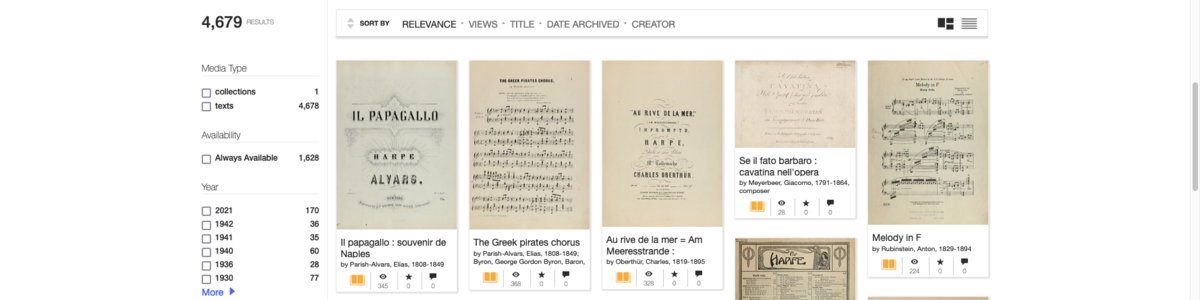 4,679 RESULTS
SORT BY RELEVANCE · VIEWS · TITLE · DATE ARCHIVED · CREATOR
Media Type
collections 1
texts 4,678
Availability
Always Available 1,628
Year
2021 170
1942 36
1941 35
1940 60
1936 28
1930 77
More
IL PAPAGALLO
HARPE
ALVARS.
Il papagallo : souvenir de
Naples
by Parish-Alvars, Elias, 1808-1849
345 0 0
THE GREEK PIRATES CHORUS.
The Greek pirates chorus
by Parish-Alvars, Elias, 1808-1849;
Byron, George Gordon Byron, Baron,
368 0 0
"AU RIVE DE LA MER"
IMPROMPTU
HARPE,
CHARLES OBERTHUR.
Au rive de la mer = Am
Meeresstrande :
by Oberthür, Charles, 1819-1895
328 0 0
CAVATINA
Se il fato barbaro :
cavatina nell'opera
by Meyerbeer, Giacomo, 1791-1864,
composer
28 0 0
HARPE
Melody in F
Melody in F
by Rubinstein, Anton, 1829-1894
224 0 0